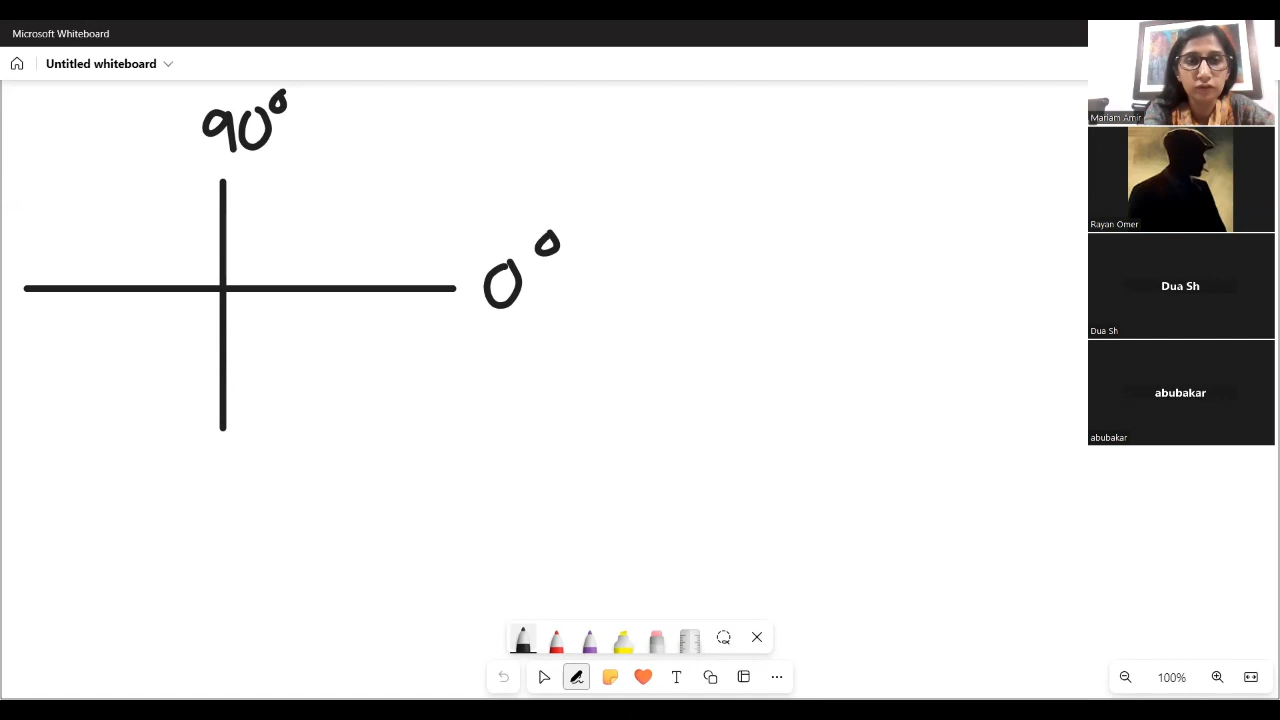 Microsoft Whiteboard
Untitled whiteboard
90°
0°
Mariam Amir
Rayan Omer
Dua Sh
Dua Sh
abubakar
abubakar
T
100%